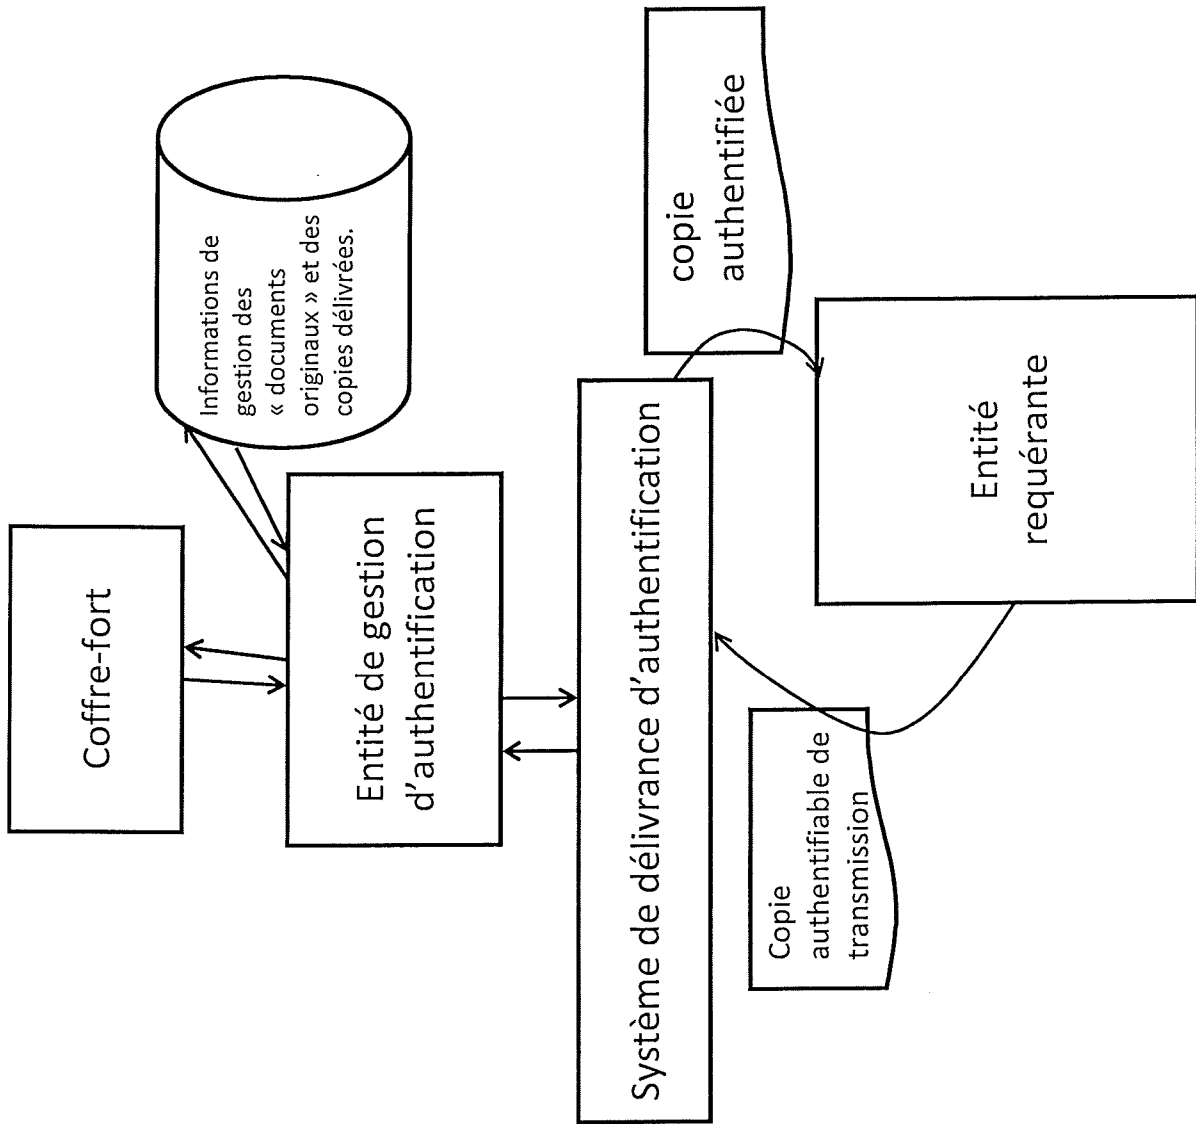 Coffre-fort
Informations de
gestion des
« documents
originaux » et des
copies délivrées.
Entité de gestion
d'authentification
Système de délivrance d'authentification
copie
authentifiée
Copie
authentifiable de
transmission
Entité
requérante